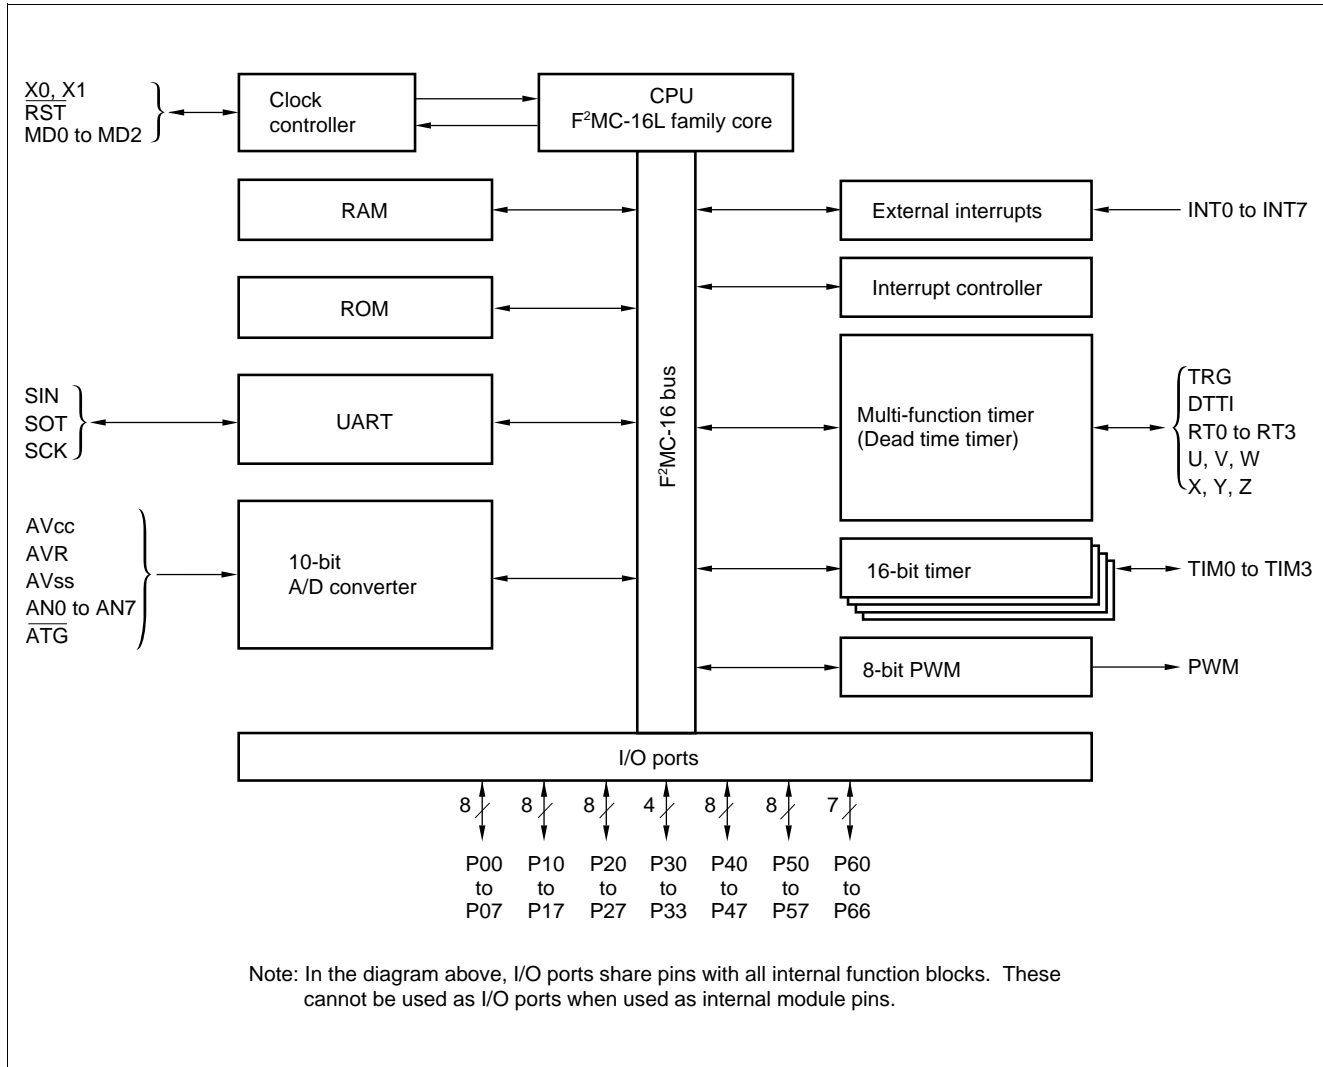 X0, X1
RST
MD0 to MD2
Clock
controller
CPU
F²MC-16L family core
RAM
External interrupts
INT0 to INT7
ROM
Interrupt controller
F²MC-16 bus
SIN
SOT
SCK
UART
Multi-function timer
(Dead time timer)
TRG
DTTI
RT0 to RT3
U, V, W
X, Y, Z
AVcc
AVR
AVss
AN0 to AN7
ATG
10-bit
A/D converter
16-bit timer
TIM0 to TIM3
8-bit PWM
PWM
I/O ports
8 8 8 4 8 8 7
P00 P10 P20 P30 P40 P50 P60
to to to to to to to
P07 P17 P27 P33 P47 P57 P66
Note: In the diagram above, I/O ports share pins with all internal function blocks. These
cannot be used as I/O ports when used as internal module pins.